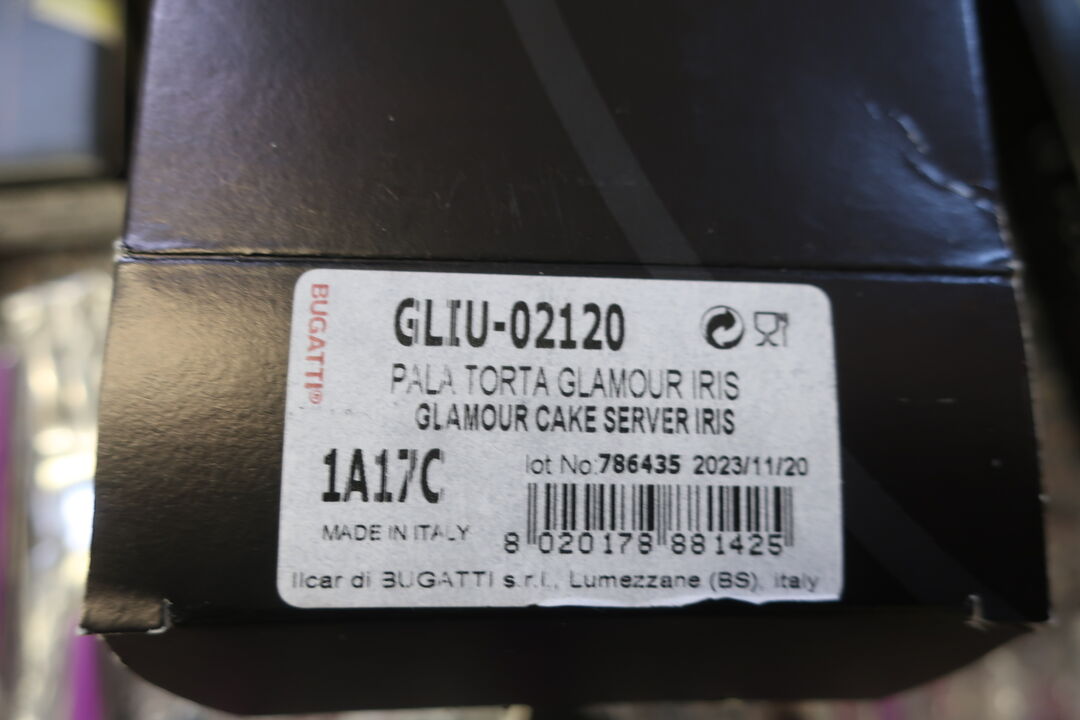 BUGATTI®
GLIU-02120
PALA TORTA GLAMOUR IRIS
GLAMOUR CAKE SERVER IRIS
1A17C
lot No:786435 2023/11/20
MADE IN ITALY
8 020178 881425
Ilcar di BUGATTI s.r.l., Lumezzane (BS), italy